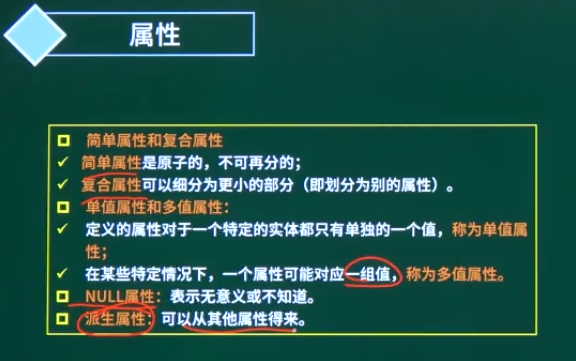 属性
简单属性和复合属性
简单属性是原子的，不可再分的；
复合属性可以细分为更小的部分（即划分为别的属性）。
单值属性和多值属性：
定义的属性对于一个特定的实体都只有单独的一个值，称为单值属
性；
在某些特定情况下，一个属性可能对应一组值，称为多值属性。
NULL属性：表示无意义或不知道。
派生属性：可以从其他属性得来。